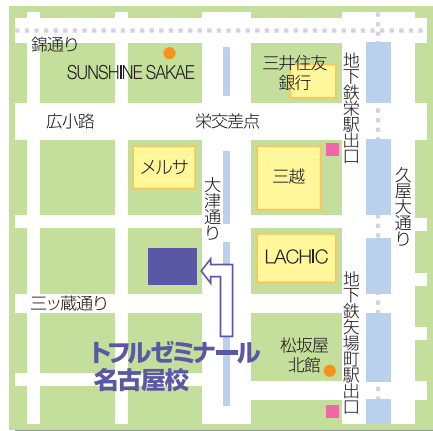 錦通り
SUNSHINE SAKAE
三井住友
銀行
地下鉄栄駅出口
広小路
栄交差点
メルサ
三越
大津通り
久屋大通り
LACHIC
三ッ蔵通り
地下鉄矢場町駅出口
トフルゼミナール
名古屋校
松坂屋
北館